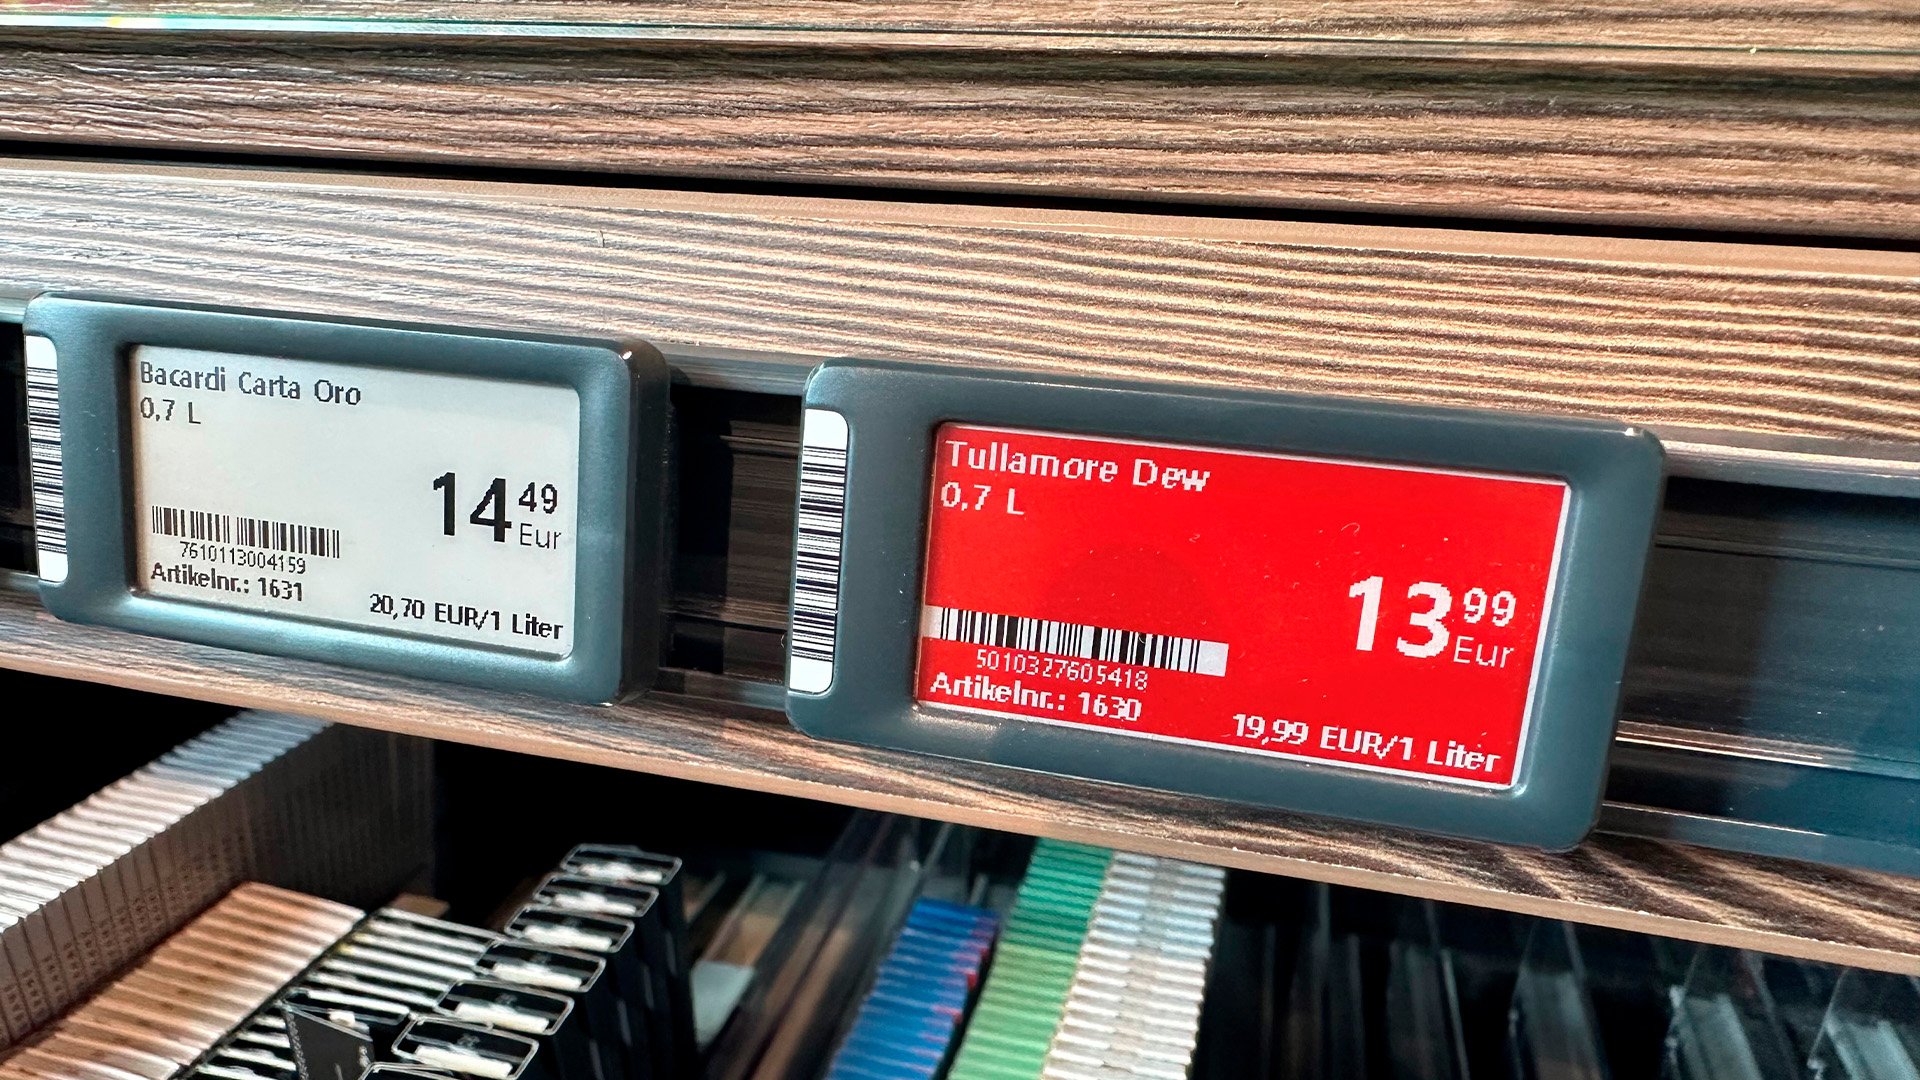 Bacardi Carta Oro
0,7 L
14 49
Eur
7610113004159
Artikelnr.: 1631
20,70 EUR/1 Liter
Tullamore Dew
0,7 L
13 99
Eur
5010327605418
Artikelnr.: 1630
19,99 EUR/1 Liter